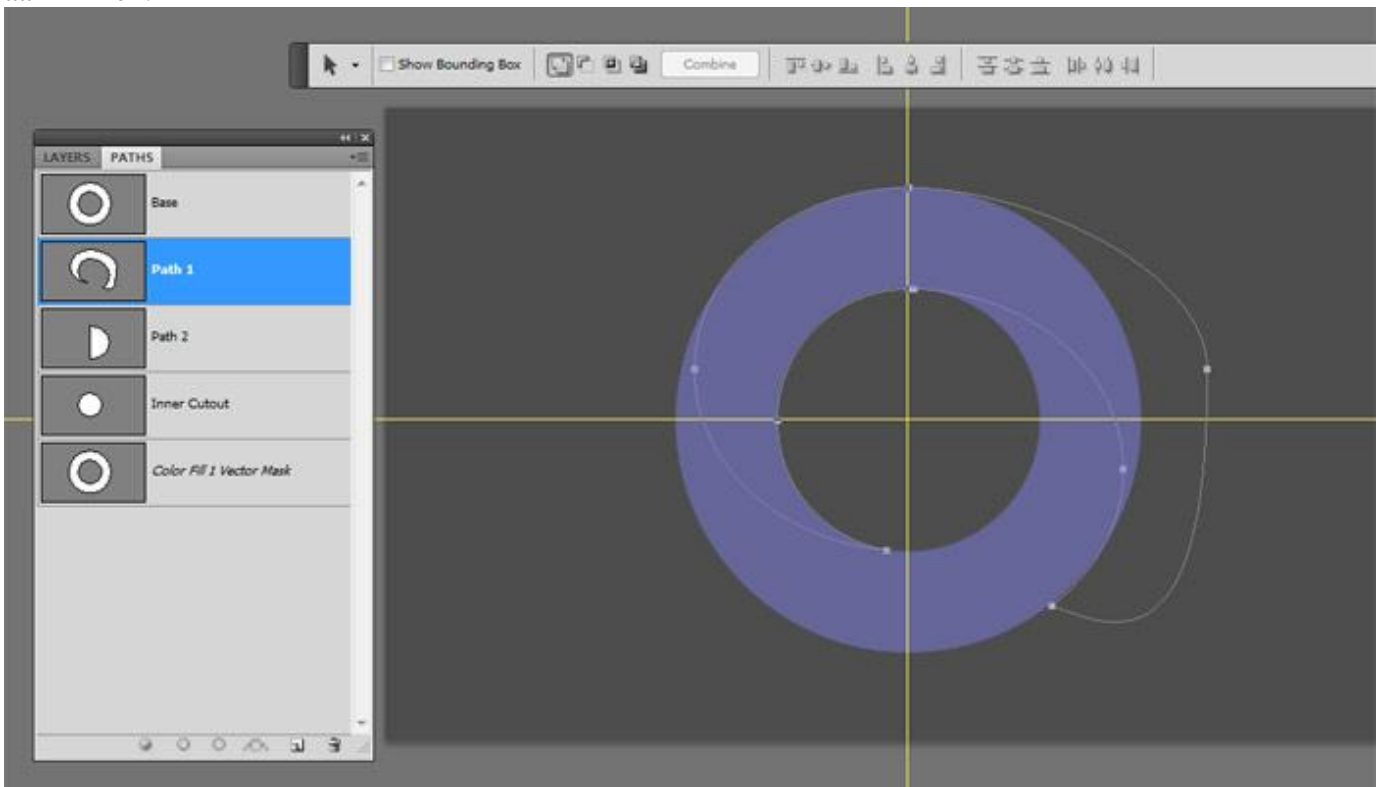 Show Bounding Box
Combine
LAYERS PATHS
Base
Path 1
Path 2
Inner Cutout
Color Fill 1 Vector Mask